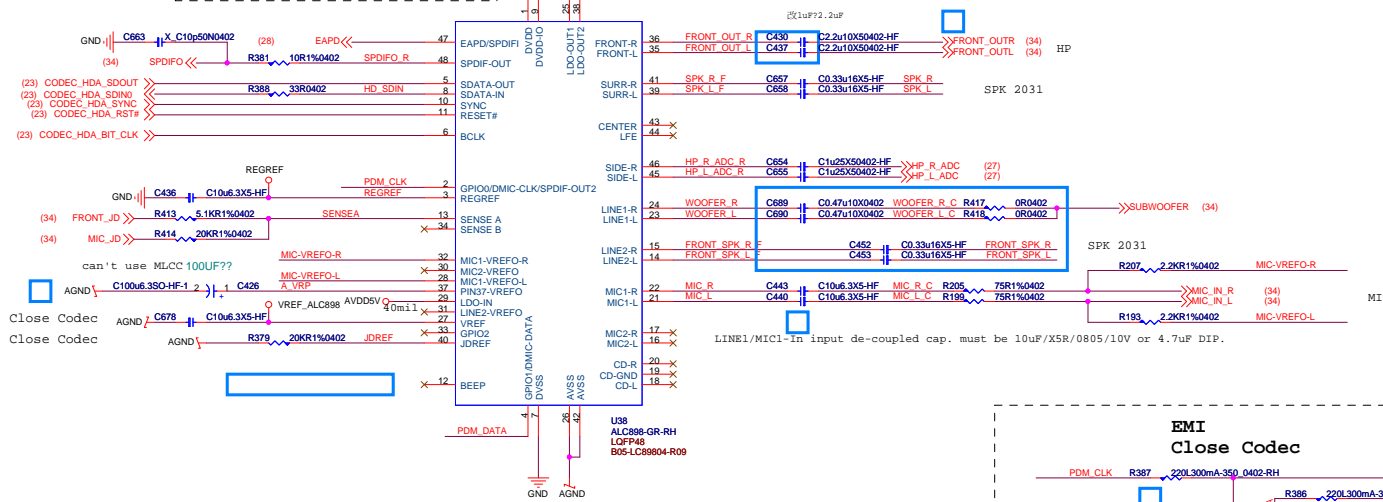 1 9 25 38
改1uF?2.2uF
GND C663 X_C10p50N0402 (28) EAPD 47 EAPD/SPDIFI DVDD DVDD-IO LDO-OUT1 LDO-OUT2 FRONT-R 36 FRONT_OUT_R C430 C2.2u10X50402-HF FRONT_OUTR (34)
FRONT-L 35 FRONT_OUT_L C437 C2.2u10X50402-HF FRONT_OUTL (34) HP
(34) SPDIFO R381 10R1%0402 SPDIFO_R 48 SPDIF-OUT
(23) CODEC_HDA_SDOUT 5 SDATA-OUT SURR-R 41 SPK_R_F C657 C0.33u16X5-HF SPK_R
(23) CODEC_HDA_SDIN0 R388 33R0402 HD_SDIN 8 SDATA-IN SURR-L 39 SPK_L_F C658 C0.33u16X5-HF SPK_L SPK 2031
(23) CODEC_HDA_SYNC 10 SYNC
(23) CODEC_HDA_RST# 11 RESET#
CENTER 43
(23) CODEC_HDA_BIT_CLK 6 BCLK LFE 44
REGREF SIDE-R 46 HP_R_ADC_R C654 C1u25X50402-HF HP_R_ADC (27)
SIDE-L 45 HP_L_ADC_R C655 C1u25X50402-HF HP_L_ADC (27)
PDM_CLK 2 GPIO0/DMIC-CLK/SPDIF-OUT2
GND C436 C10u6.3X5-HF REGREF 3 REGREF
LINE1-R 24 WOOFER_R C689 C0.47u10X0402 WOOFER_R_C R417 0R0402 SUBWOOFER (34)
(34) FRONT_JD R413 5.1KR1%0402 SENSEA 13 SENSE A LINE1-L 23 WOOFER_L C690 C0.47u10X0402 WOOFER_L_C R418 0R0402
34 SENSE B
(34) MIC_JD R414 20KR1%0402
LINE2-R 15 FRONT_SPK_R_F C452 C0.33u16X5-HF FRONT_SPK_R SPK 2031
MIC-VREFO-R 32 MIC1-VREFO-R LINE2-L 14 FRONT_SPK_L_F C453 C0.33u16X5-HF FRONT_SPK_L
can't use MLCC 100UF?? 30 MIC2-VREFO R207 2.2KR1%0402 MIC-VREFO-R
MIC-VREFO-L 28 MIC1-VREFO-L
AGND C100u6.3SO-HF-1 2 1 + C426 A_VRP 37 PIN37-VREFO MIC1-R 22 MIC_R C443 C10u6.3X5-HF MIC_R_C R205 75R1%0402 MIC_IN_R (34)
VREF_ALC898 AVDD5V 40mil 29 LDO-IN MIC1-L 21 MIC_L C440 C10u6.3X5-HF MIC_L_C R199 75R1%0402 MIC_IN_L (34) MI
31 LINE2-VREFO
Close Codec AGND C678 C10u6.3X5-HF 27 VREF R193 2.2KR1%0402 MIC-VREFO-L
33 GPIO2 MIC2-R 17
Close Codec AGND R379 20KR1%0402 JDREF 40 JDREF MIC2-L 16 LINE1/MIC1-In input de-coupled cap. must be 10uF/X5R/0805/10V or 4.7uF DIP.
CD-R 20
CD-GND 19
12 BEEP CD-L 18
GPIO1/DMIC-DATA DVSS AVSS AVSS
4 7 26 42
U38
ALC898-GR-RH
LQFP48
B05-LC89804-R09
PDM_DATA
GND AGND
EMI
Close Codec
PDM_CLK R387 220L300mA-350_0402-RH
R386 220L300mA-3